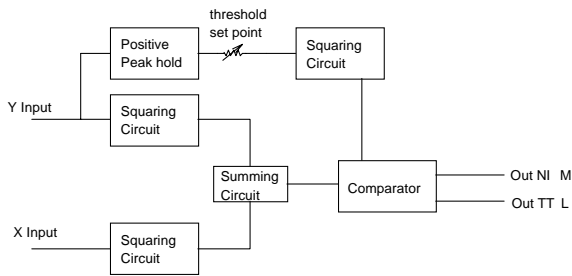 threshold
set point
Positive
Peak hold
Squaring
Circuit
Y Input
Squaring
Circuit
Summing
Circuit
Comparator
Out NI M
Out TT L
X Input
Squaring
Circuit